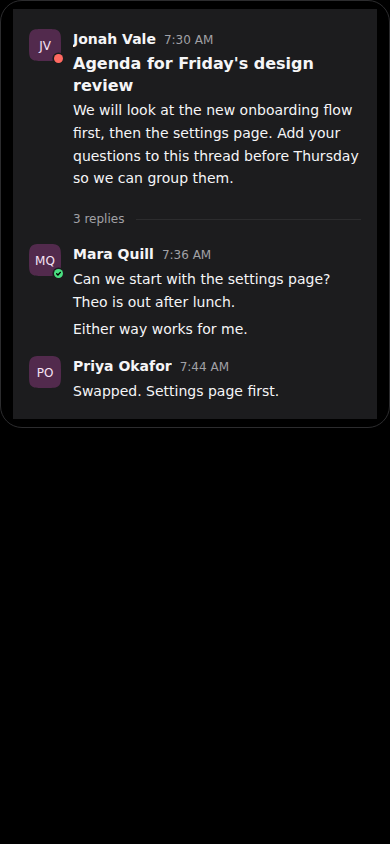 JV
Jonah Vale 7:30 AM
Agenda for Friday's design
review
We will look at the new onboarding flow
first, then the settings page. Add your
questions to this thread before Thursday
so we can group them.
3 replies
MQ
Mara Quill 7:36 AM
Can we start with the settings page?
Theo is out after lunch.
Either way works for me.
PO
Priya Okafor 7:44 AM
Swapped. Settings page first.